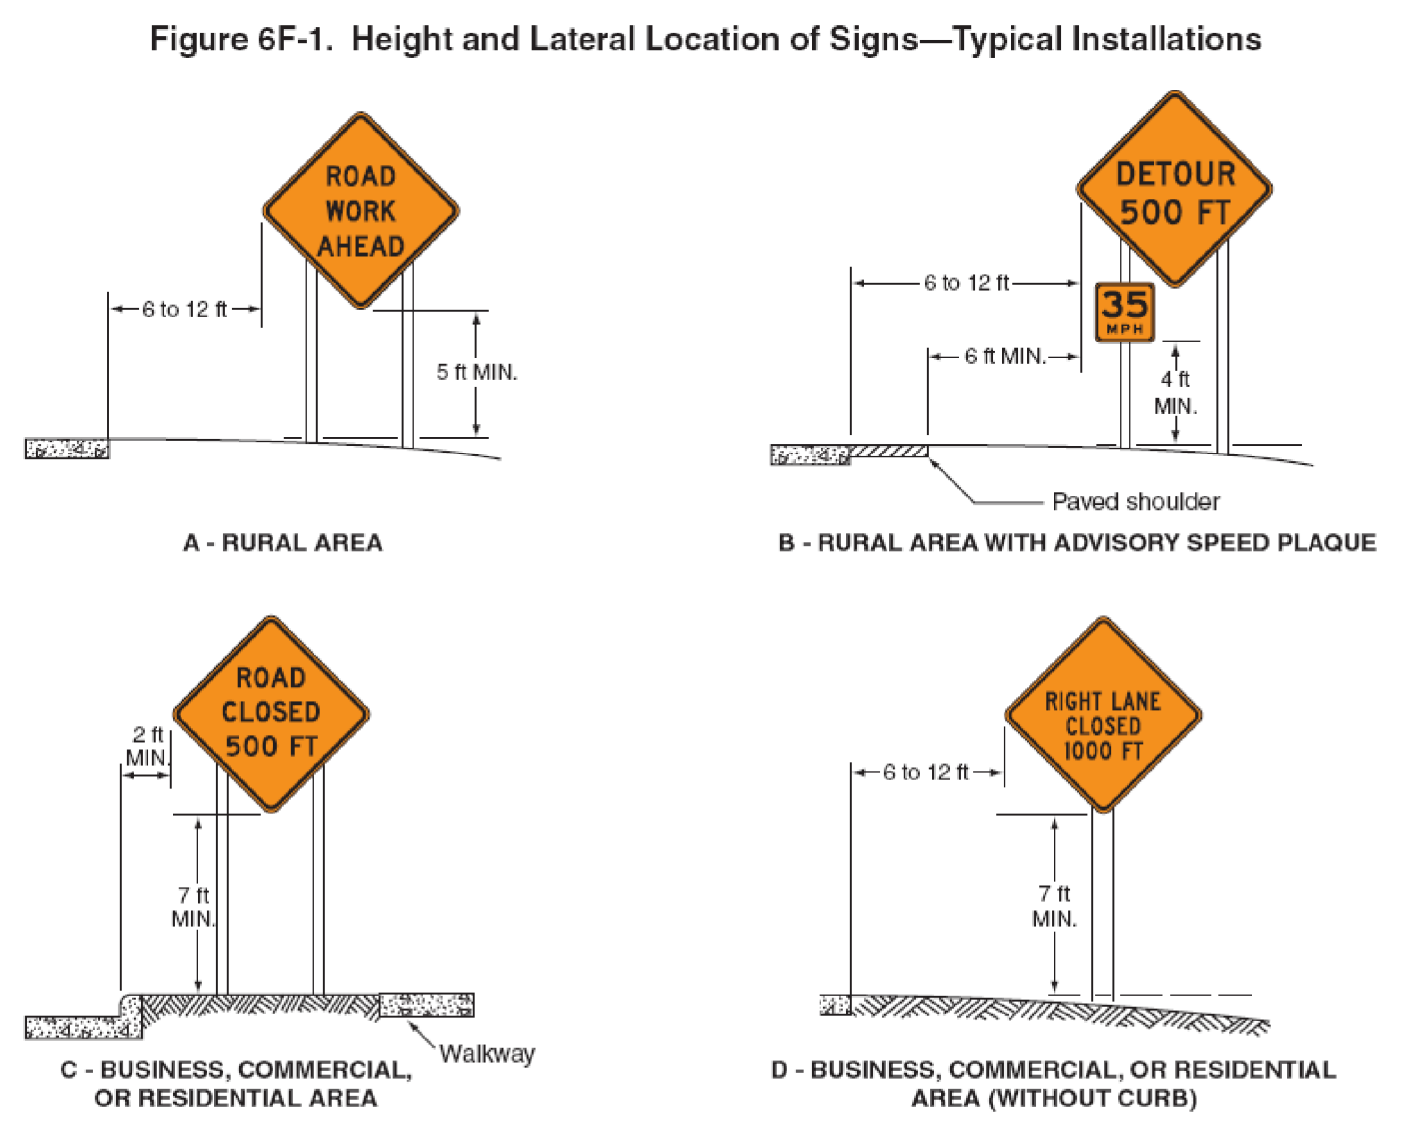 Figure 6F-1. Height and Lateral Location of Signs—Typical Installations
ROAD
WORK
AHEAD
6 to 12 ft
5 ft MIN.
A - RURAL AREA
DETOUR
500 FT
6 to 12 ft
35
MPH
6 ft MIN.
4 ft
MIN.
Paved shoulder
B - RURAL AREA WITH ADVISORY SPEED PLAQUE
ROAD
CLOSED
500 FT
2 ft
MIN.
7 ft
MIN.
Walkway
C - BUSINESS, COMMERCIAL,
OR RESIDENTIAL AREA
RIGHT LANE
CLOSED
1000 FT
6 to 12 ft
7 ft
MIN.
D - BUSINESS, COMMERCIAL, OR RESIDENTIAL
AREA (WITHOUT CURB)